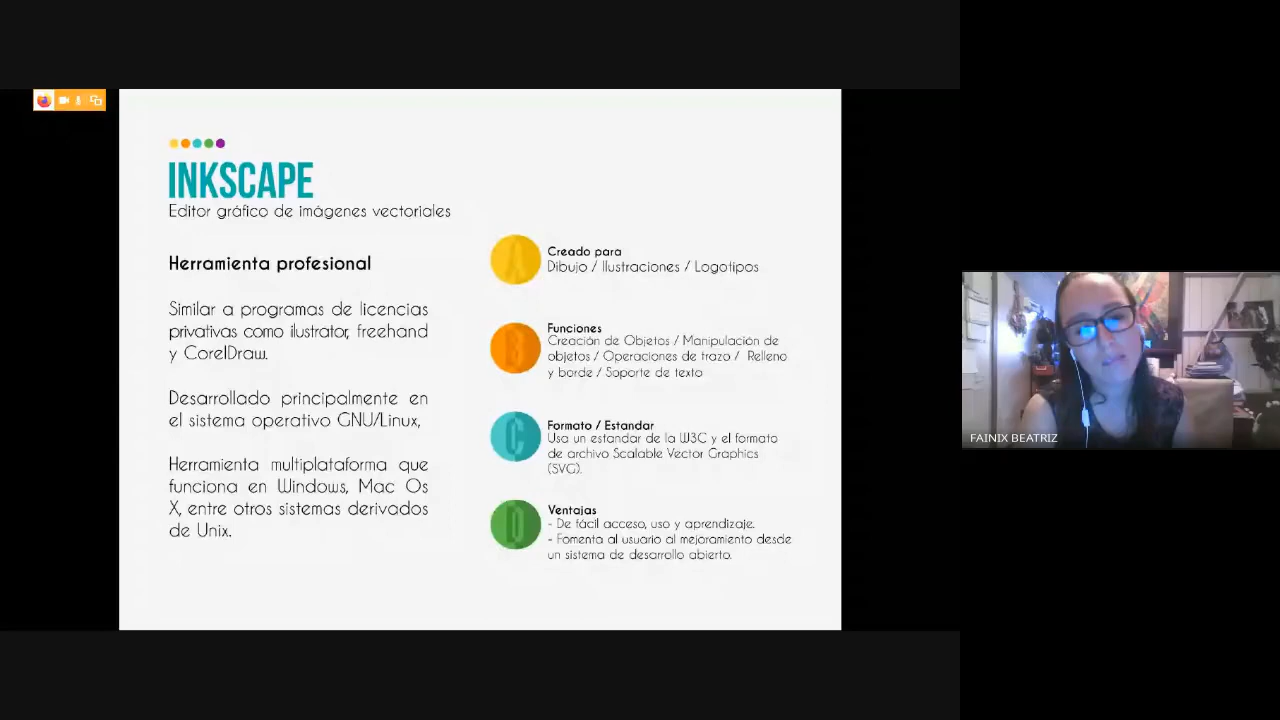 INKSCAPE
Editor gráfico de imágenes vectoriales
Herramienta profesional
Similar a programas de licencias
privativas como ilustrator, freehand
y CorelDraw.
Desarrollado principalmente en
el sistema operativo GNU/Linux,
Herramienta multiplataforma que
funciona en Windows, Mac Os
X, entre otros sistemas derivados
de Unix.
A
Creado para
Dibujo / Ilustraciones / Logotipos
B
Funciones
Creación de Objetos / Manipulación de
objetos / Operaciones de trazo / Relleno
y borde / Soporte de texto
C
Formato / Estandar
Usa un estandar de la W3C y el formato
de archivo Scalable Vector Graphics
(SVG).
D
Ventajas
- De fácil acceso, uso y aprendizaje.
- Fomenta al usuario al mejoramiento desde
un sistema de desarrollo abierto.
FAINIX BEATRIZ